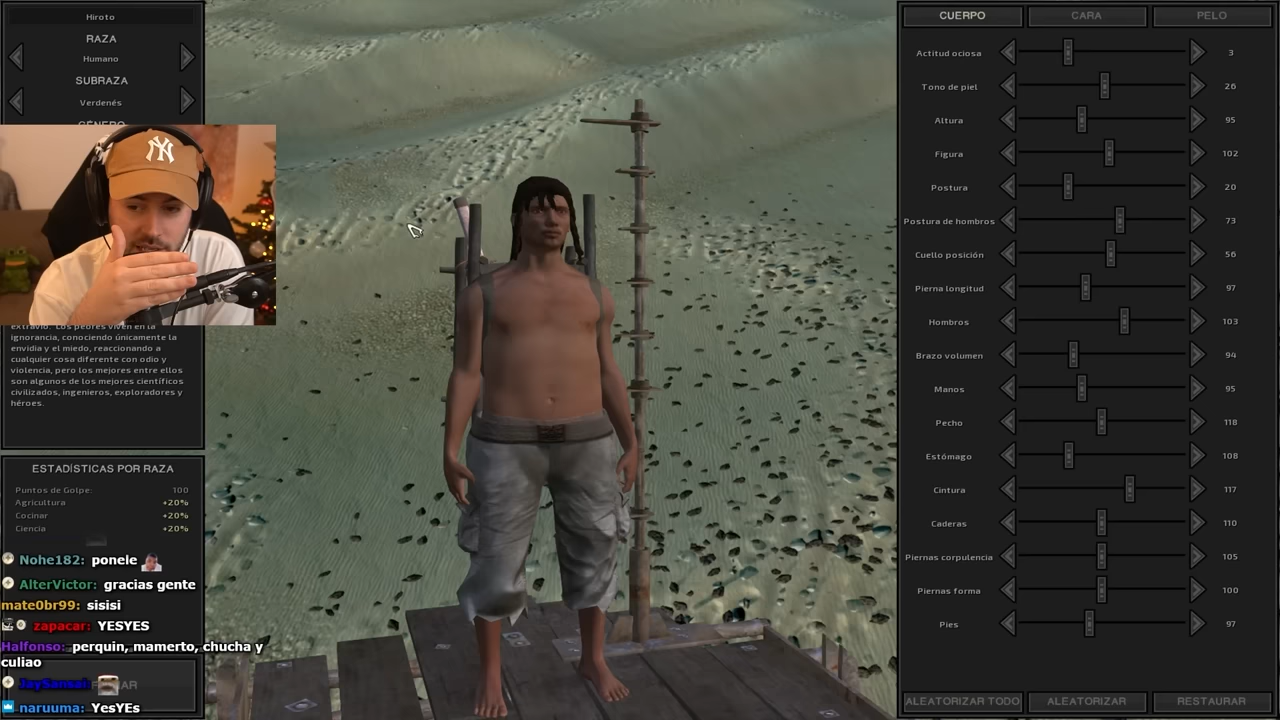 Hiroto
RAZA
Humano
SUBRAZA
Verdenés
GÉNERO
NY
extravío. Los peores viven en la
ignorancia, conociendo únicamente la
envidia y el miedo, reaccionando a
cualquier cosa diferente con odio y
violencia, pero los mejores entre ellos
son algunos de los mejores científicos
civilizados, ingenieros, exploradores y
héroes.
ESTADÍSTICAS POR RAZA
Puntos de Golpe: 100
Agricultura +20%
Cocinar +20%
Ciencia +20%
Nohe182: ponele
AlterVictor: gracias gente
mate0br99: sisisi
zapacar: YESYES
Halfonso: perquin, mamerto, chucha y
culiao
naruuma: YesYEs
CUERPO CARA PELO
Actitud ociosa 3
Tono de piel 26
Altura 95
Figura 102
Postura 20
Postura de hombros 73
Cuello posición 56
Pierna longitud 97
Hombros 103
Brazo volumen 94
Manos 95
Pecho 118
Estómago 108
Cintura 117
Caderas 110
Piernas corpulencia 105
Piernas forma 100
Pies 97
ALEATORIZAR TODO ALEATORIZAR RESTAURAR